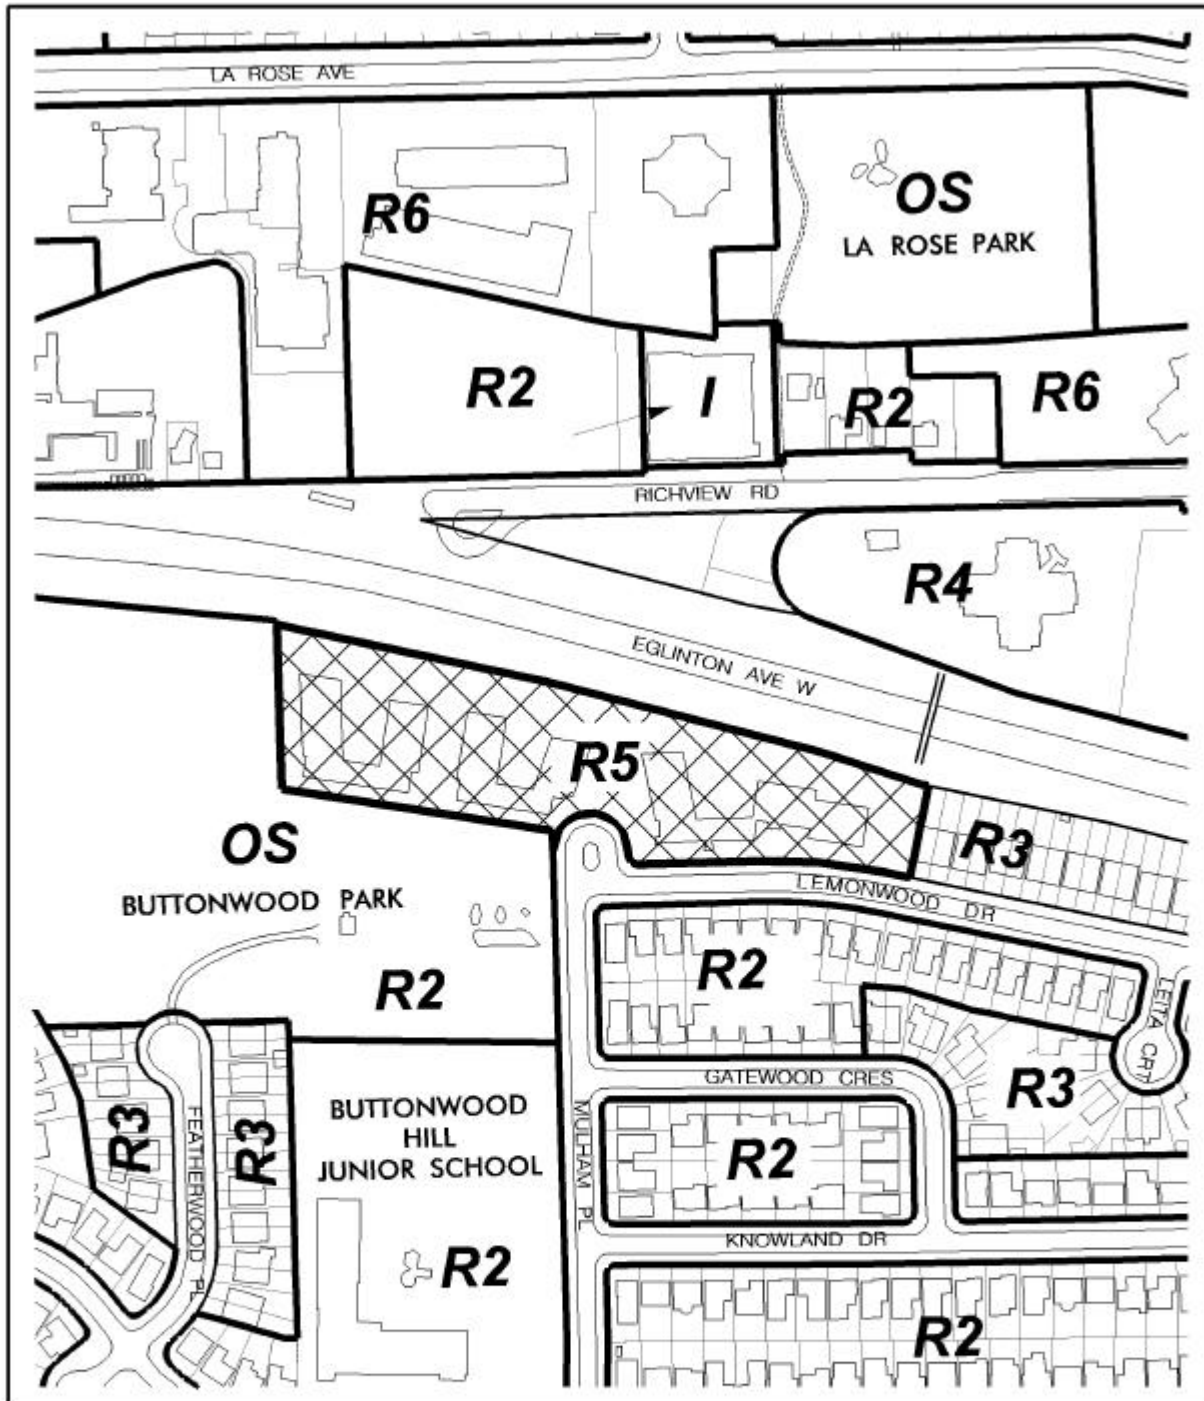 LA ROSE AVE
R6
OS
LA ROSE PARK
R2
I
R2
R6
RICHVIEW RD
R4
EGLINTON AVE W
R5
R3
OS
BUTTONWOOD PARK
LEMONWOOD DR
R2
R2
LEITA CRT
GATEWOOD CRES
R3
R3
FEATHERWOOD PL
R3
BUTTONWOOD
HILL
JUNIOR SCHOOL
MULHAM PL
R2
R2
KNOWLAND DR
R2